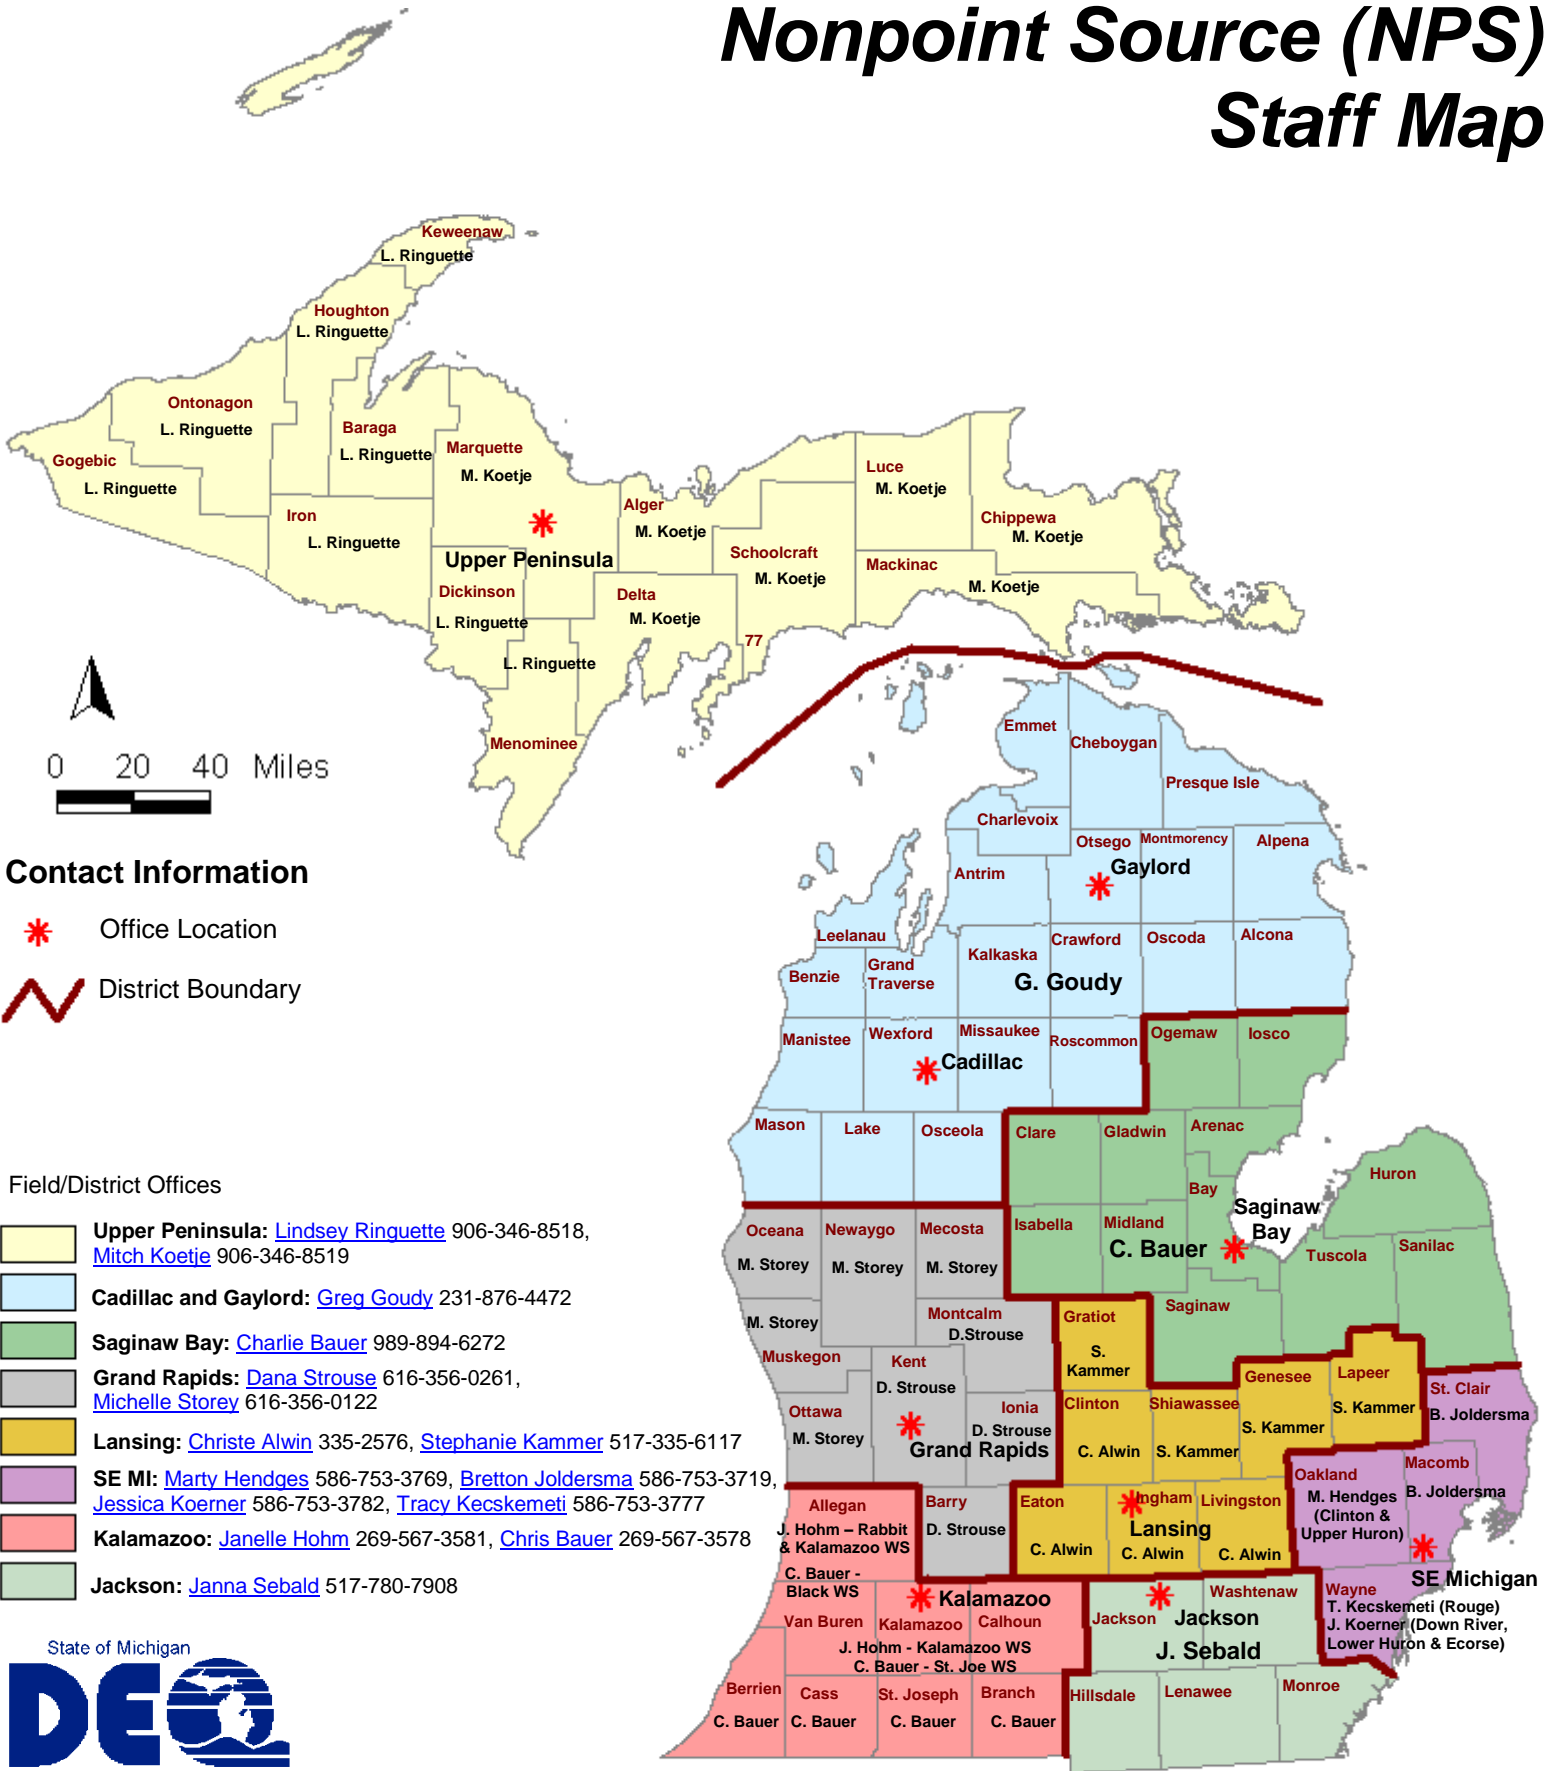 Nonpoint Source (NPS)
Staff Map
Keweenaw
L. Ringuette
Houghton
L. Ringuette
Ontonagon
L. Ringuette
Baraga
L. Ringuette
Gogebic
L. Ringuette
Marquette
M. Koetje
Iron
L. Ringuette
Upper Peninsula
Alger
M. Koetje
Luce
M. Koetje
Chippewa
M. Koetje
Schoolcraft
M. Koetje
Mackinac
M. Koetje
Dickinson
L. Ringuette
Delta
M. Koetje
77
L. Ringuette
Menominee
0 20 40 Miles
Contact Information
Office Location
District Boundary
Emmet
Cheboygan
Presque Isle
Charlevoix
Otsego
Montmorency
Alpena
Gaylord
Antrim
Leelanau
Kalkaska
Crawford
Oscoda
Alcona
Benzie
Grand
Traverse
G. Goudy
Manistee
Wexford
Missaukee
Roscommon
Cadillac
Ogemaw
Iosco
Mason
Lake
Osceola
Clare
Gladwin
Arenac
Huron
Bay
Saginaw
Bay
Isabella
Midland
C. Bauer
Tuscola
Sanilac
Saginaw
Oceana
M. Storey
Newaygo
M. Storey
Mecosta
M. Storey
M. Storey
Muskegon
Montcalm
D.Strouse
Kent
D. Strouse
Ottawa
M. Storey
Ionia
D. Strouse
Grand Rapids
Gratiot
S.
Kammer
Clinton
C. Alwin
Shiawassee
S. Kammer
Genesee
S. Kammer
Lapeer
S. Kammer
St. Clair
B. Joldersma
Macomb
B. Joldersma
Oakland
M. Hendges
(Clinton &
Upper Huron)
Allegan
J. Hohm – Rabbit
& Kalamazoo WS
C. Bauer -
Black WS
Barry
D. Strouse
Eaton
C. Alwin
Ingham
Lansing
C. Alwin
Livingston
C. Alwin
SE Michigan
Wayne
T. Kecskemeti (Rouge)
J. Koerner (Down River,
Lower Huron & Ecorse)
Kalamazoo
Van Buren
Kalamazoo
Calhoun
J. Hohm - Kalamazoo WS
C. Bauer - St. Joe WS
Jackson
Jackson
Washtenaw
J. Sebald
Berrien
C. Bauer
Cass
C. Bauer
St. Joseph
C. Bauer
Branch
C. Bauer
Hillsdale
Lenawee
Monroe
Field/District Offices
Upper Peninsula: Lindsey Ringuette 906-346-8518,
Mitch Koetje 906-346-8519
Cadillac and Gaylord: Greg Goudy 231-876-4472
Saginaw Bay: Charlie Bauer 989-894-6272
Grand Rapids: Dana Strouse 616-356-0261,
Michelle Storey 616-356-0122
Lansing: Christe Alwin 335-2576, Stephanie Kammer 517-335-6117
SE MI: Marty Hendges 586-753-3769, Bretton Joldersma 586-753-3719,
Jessica Koerner 586-753-3782, Tracy Kecskemeti 586-753-3777
Kalamazoo: Janelle Hohm 269-567-3581, Chris Bauer 269-567-3578
Jackson: Janna Sebald 517-780-7908
State of Michigan
DEQ